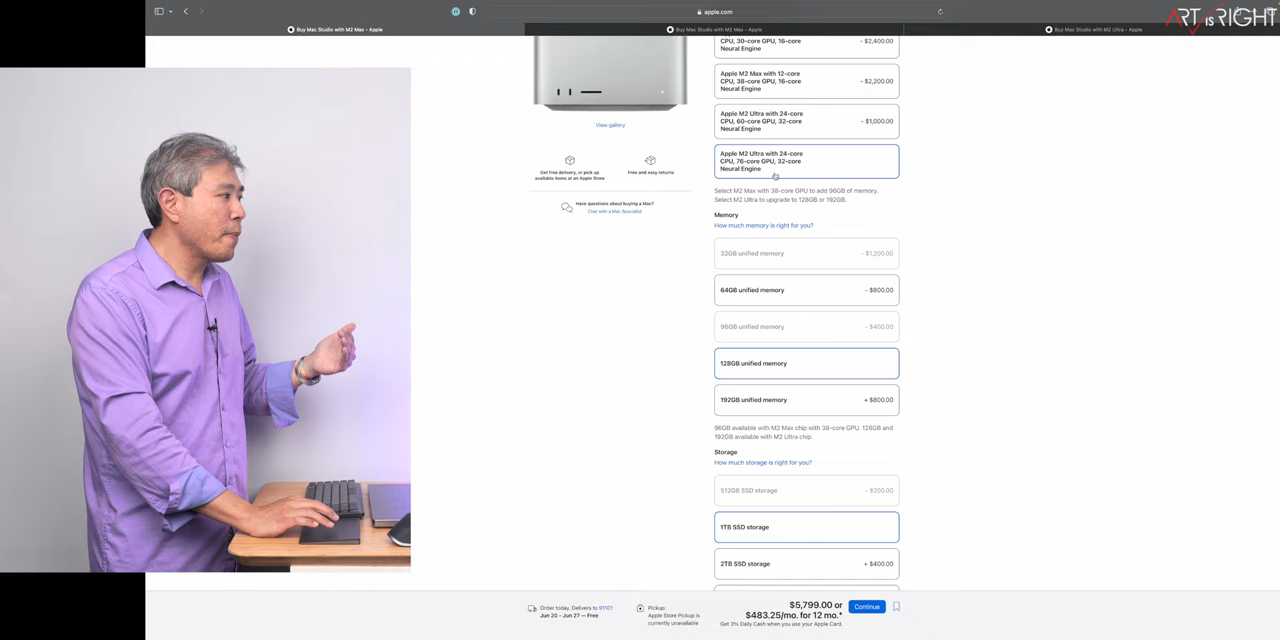 apple.com
ART IS RIGHT
Buy Mac Studio with M2 Max - Apple
Buy Mac Studio with M2 Max - Apple
Buy Mac Studio with M2 Ultra - Apple
CPU, 30-core GPU, 16-core
Neural Engine
- $2,400.00
Apple M2 Max with 12-core
CPU, 38-core GPU, 16-core
Neural Engine
- $2,200.00
Apple M2 Ultra with 24-core
CPU, 60-core GPU, 32-core
Neural Engine
- $1,000.00
Apple M2 Ultra with 24-core
CPU, 76-core GPU, 32-core
Neural Engine
View gallery
Get free delivery, or pick up
available items at an Apple Store
Free and easy returns
Have questions about buying a Mac?
Chat with a Mac Specialist
Select M2 Max with 38-core GPU to add 96GB of memory.
Select M2 Ultra to upgrade to 128GB or 192GB.
Memory
How much memory is right for you?
32GB unified memory
- $1,200.00
64GB unified memory
- $800.00
96GB unified memory
- $400.00
128GB unified memory
192GB unified memory
+ $800.00
96GB available with M2 Max chip with 38-core GPU. 128GB and
192GB available with M2 Ultra chip.
Storage
How much storage is right for you?
512GB SSD storage
- $200.00
1TB SSD storage
2TB SSD storage
+ $400.00
Order today. Delivers to 91101
Jun 20 - Jun 27 — Free
Pickup:
Apple Store Pickup is
currently unavailable
$5,799.00 or
$483.25/mo. for 12 mo.*
Get 3% Daily Cash when you use your Apple Card.
Continue